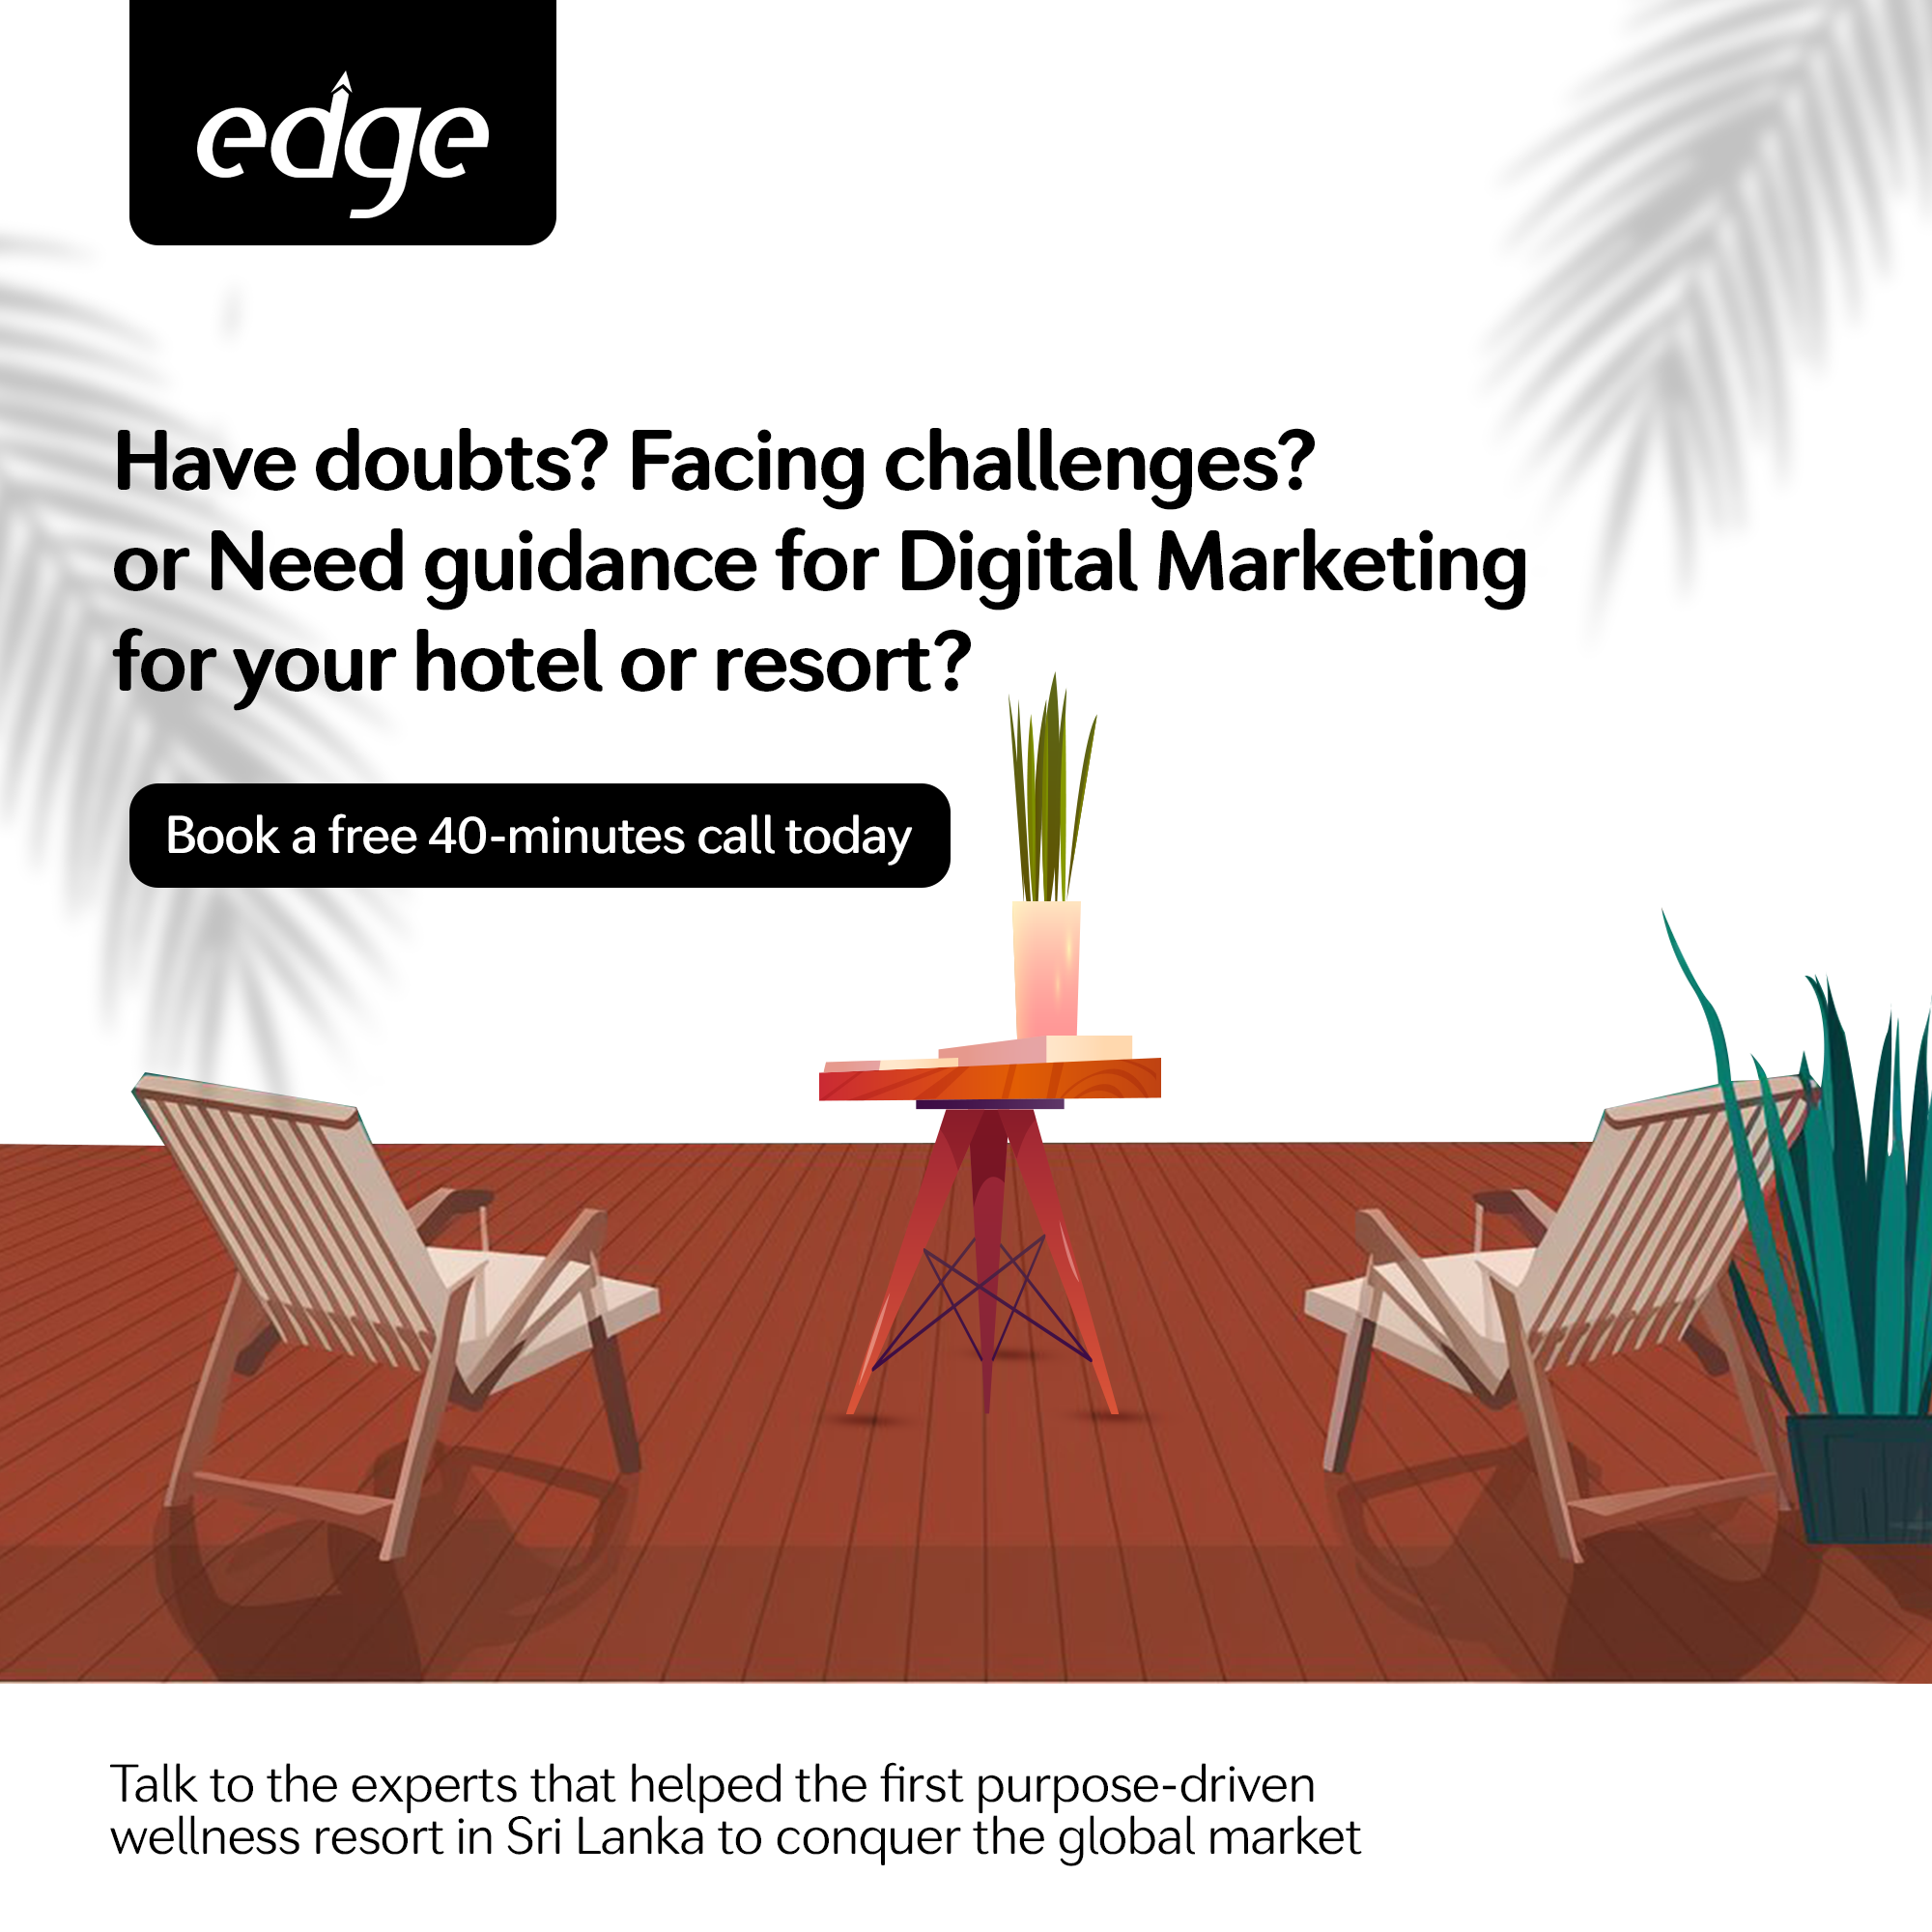 edge
Have doubts? Facing challenges?
or Need guidance for Digital Marketing
for your hotel or resort?
Book a free 40-minutes call today
Talk to the experts that helped the first purpose-driven
wellness resort in Sri Lanka to conquer the global market